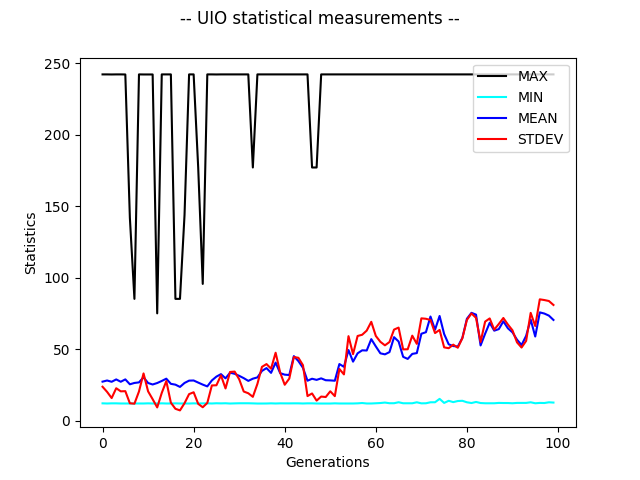 -- UIO statistical measurements --
250
200
150
100
50
0
Statistics
MAX
MIN
MEAN
STDEV
0 20 40 60 80 100
Generations